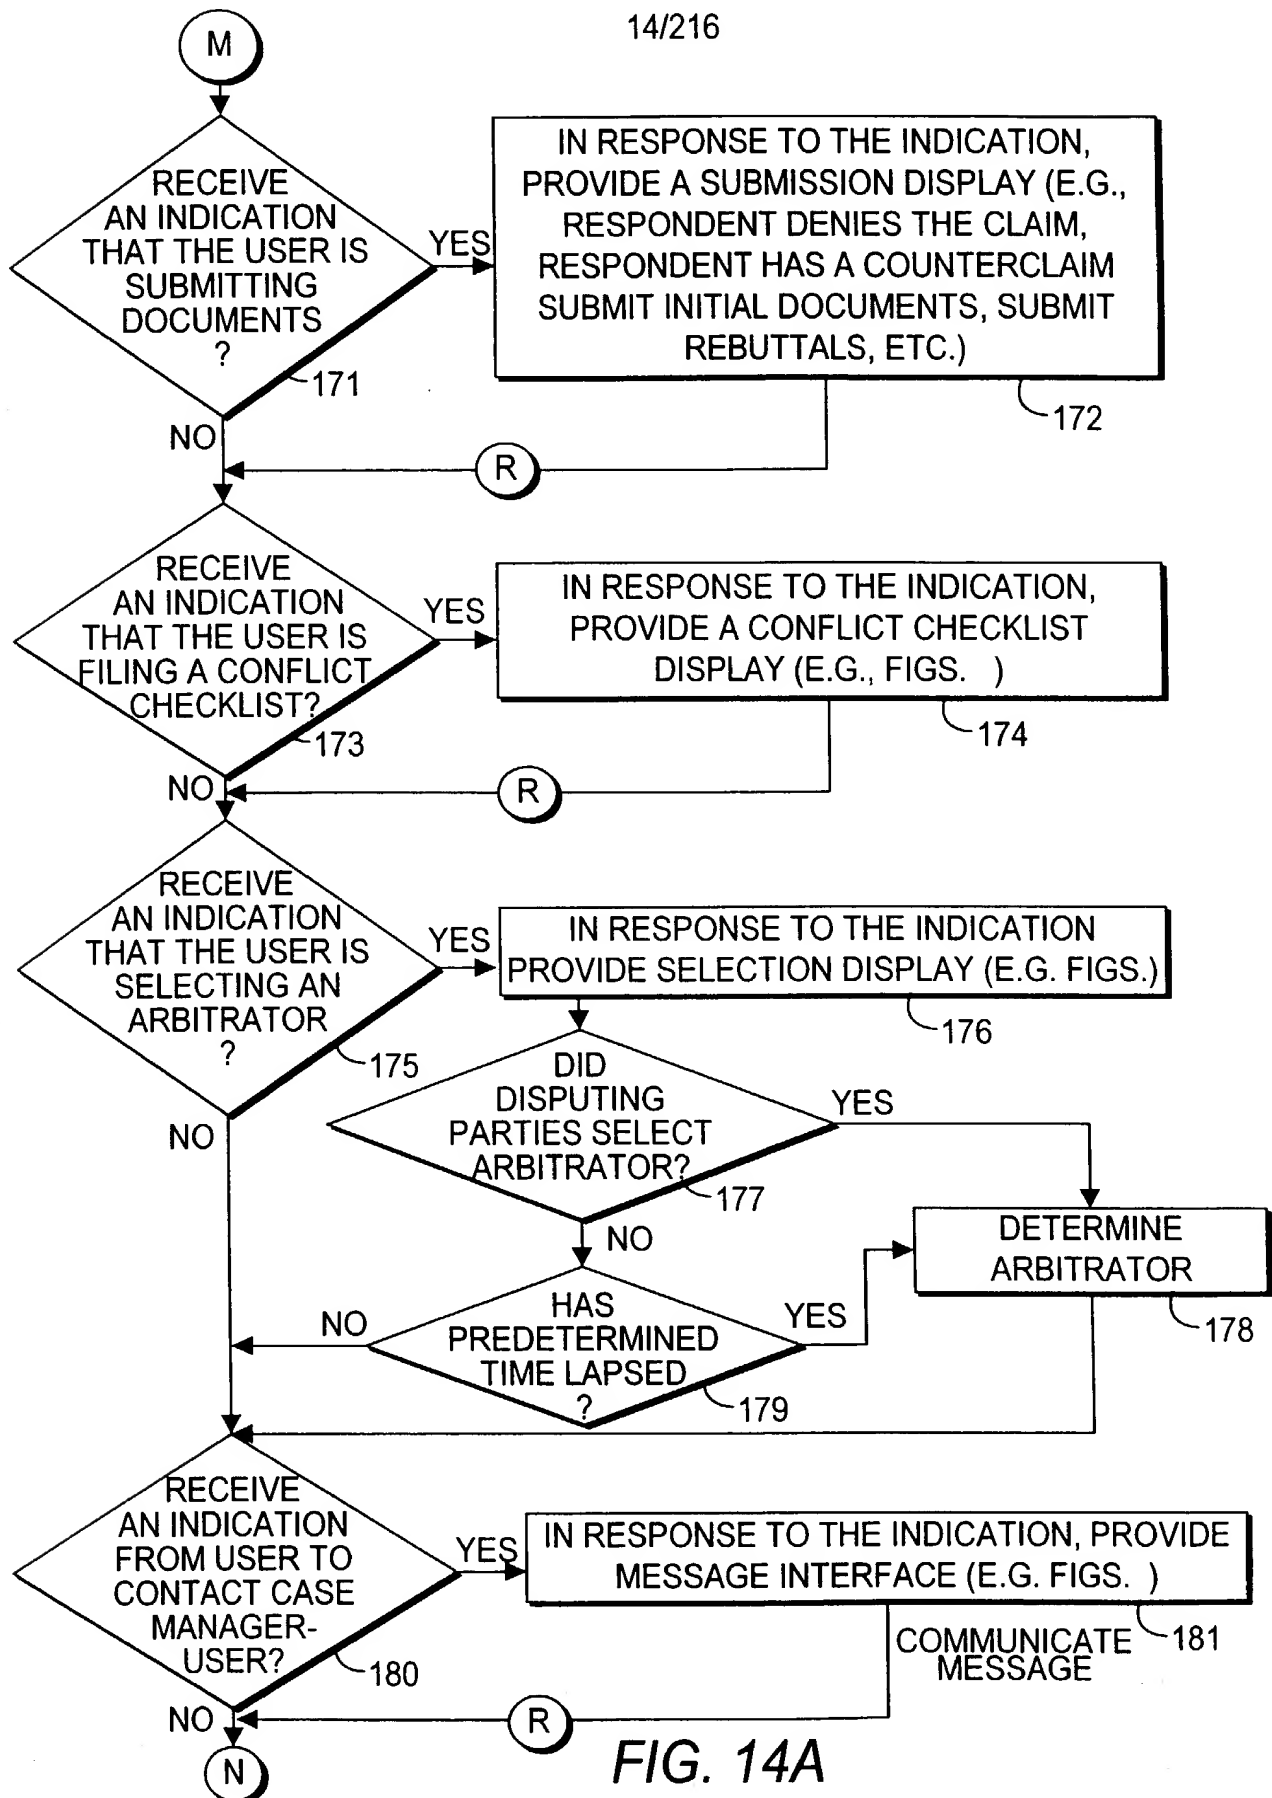 14/216
M
RECEIVE
AN INDICATION
THAT THE USER IS
SUBMITTING
DOCUMENTS
?
171
YES
IN RESPONSE TO THE INDICATION,
PROVIDE A SUBMISSION DISPLAY (E.G.,
RESPONDENT DENIES THE CLAIM,
RESPONDENT HAS A COUNTERCLAIM
SUBMIT INITIAL DOCUMENTS, SUBMIT
REBUTTALS, ETC.)
172
NO
R
RECEIVE
AN INDICATION
THAT THE USER IS
FILING A CONFLICT
CHECKLIST?
173
YES
IN RESPONSE TO THE INDICATION,
PROVIDE A CONFLICT CHECKLIST
DISPLAY (E.G., FIGS. )
174
NO
R
RECEIVE
AN INDICATION
THAT THE USER IS
SELECTING AN
ARBITRATOR
?
175
YES
IN RESPONSE TO THE INDICATION
PROVIDE SELECTION DISPLAY (E.G. FIGS.)
176
NO
DID
DISPUTING
PARTIES SELECT
ARBITRATOR?
177
YES
NO
DETERMINE
ARBITRATOR
178
HAS
PREDETERMINED
TIME LAPSED
?
179
YES
NO
RECEIVE
AN INDICATION
FROM USER TO
CONTACT CASE
MANAGER-
USER?
180
YES
IN RESPONSE TO THE INDICATION, PROVIDE
MESSAGE INTERFACE (E.G. FIGS. )
181
COMMUNICATE
MESSAGE
NO
R
N
FIG. 14A